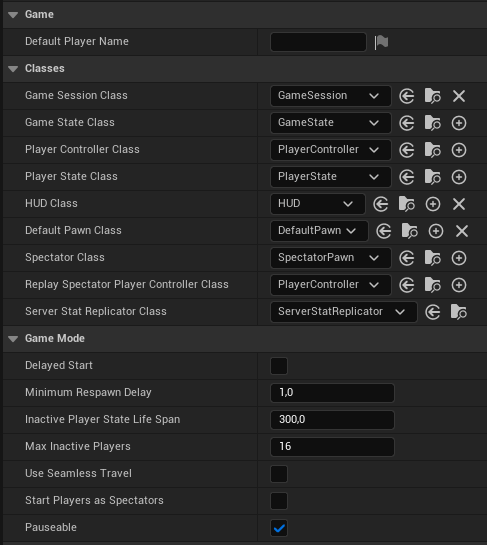 Game
Default Player Name
Classes
Game Session Class GameSession
Game State Class GameState
Player Controller Class PlayerController
Player State Class PlayerState
HUD Class HUD
Default Pawn Class DefaultPawn
Spectator Class SpectatorPawn
Replay Spectator Player Controller Class PlayerController
Server Stat Replicator Class ServerStatReplicator
Game Mode
Delayed Start
Minimum Respawn Delay 1,0
Inactive Player State Life Span 300,0
Max Inactive Players 16
Use Seamless Travel
Start Players as Spectators
Pauseable